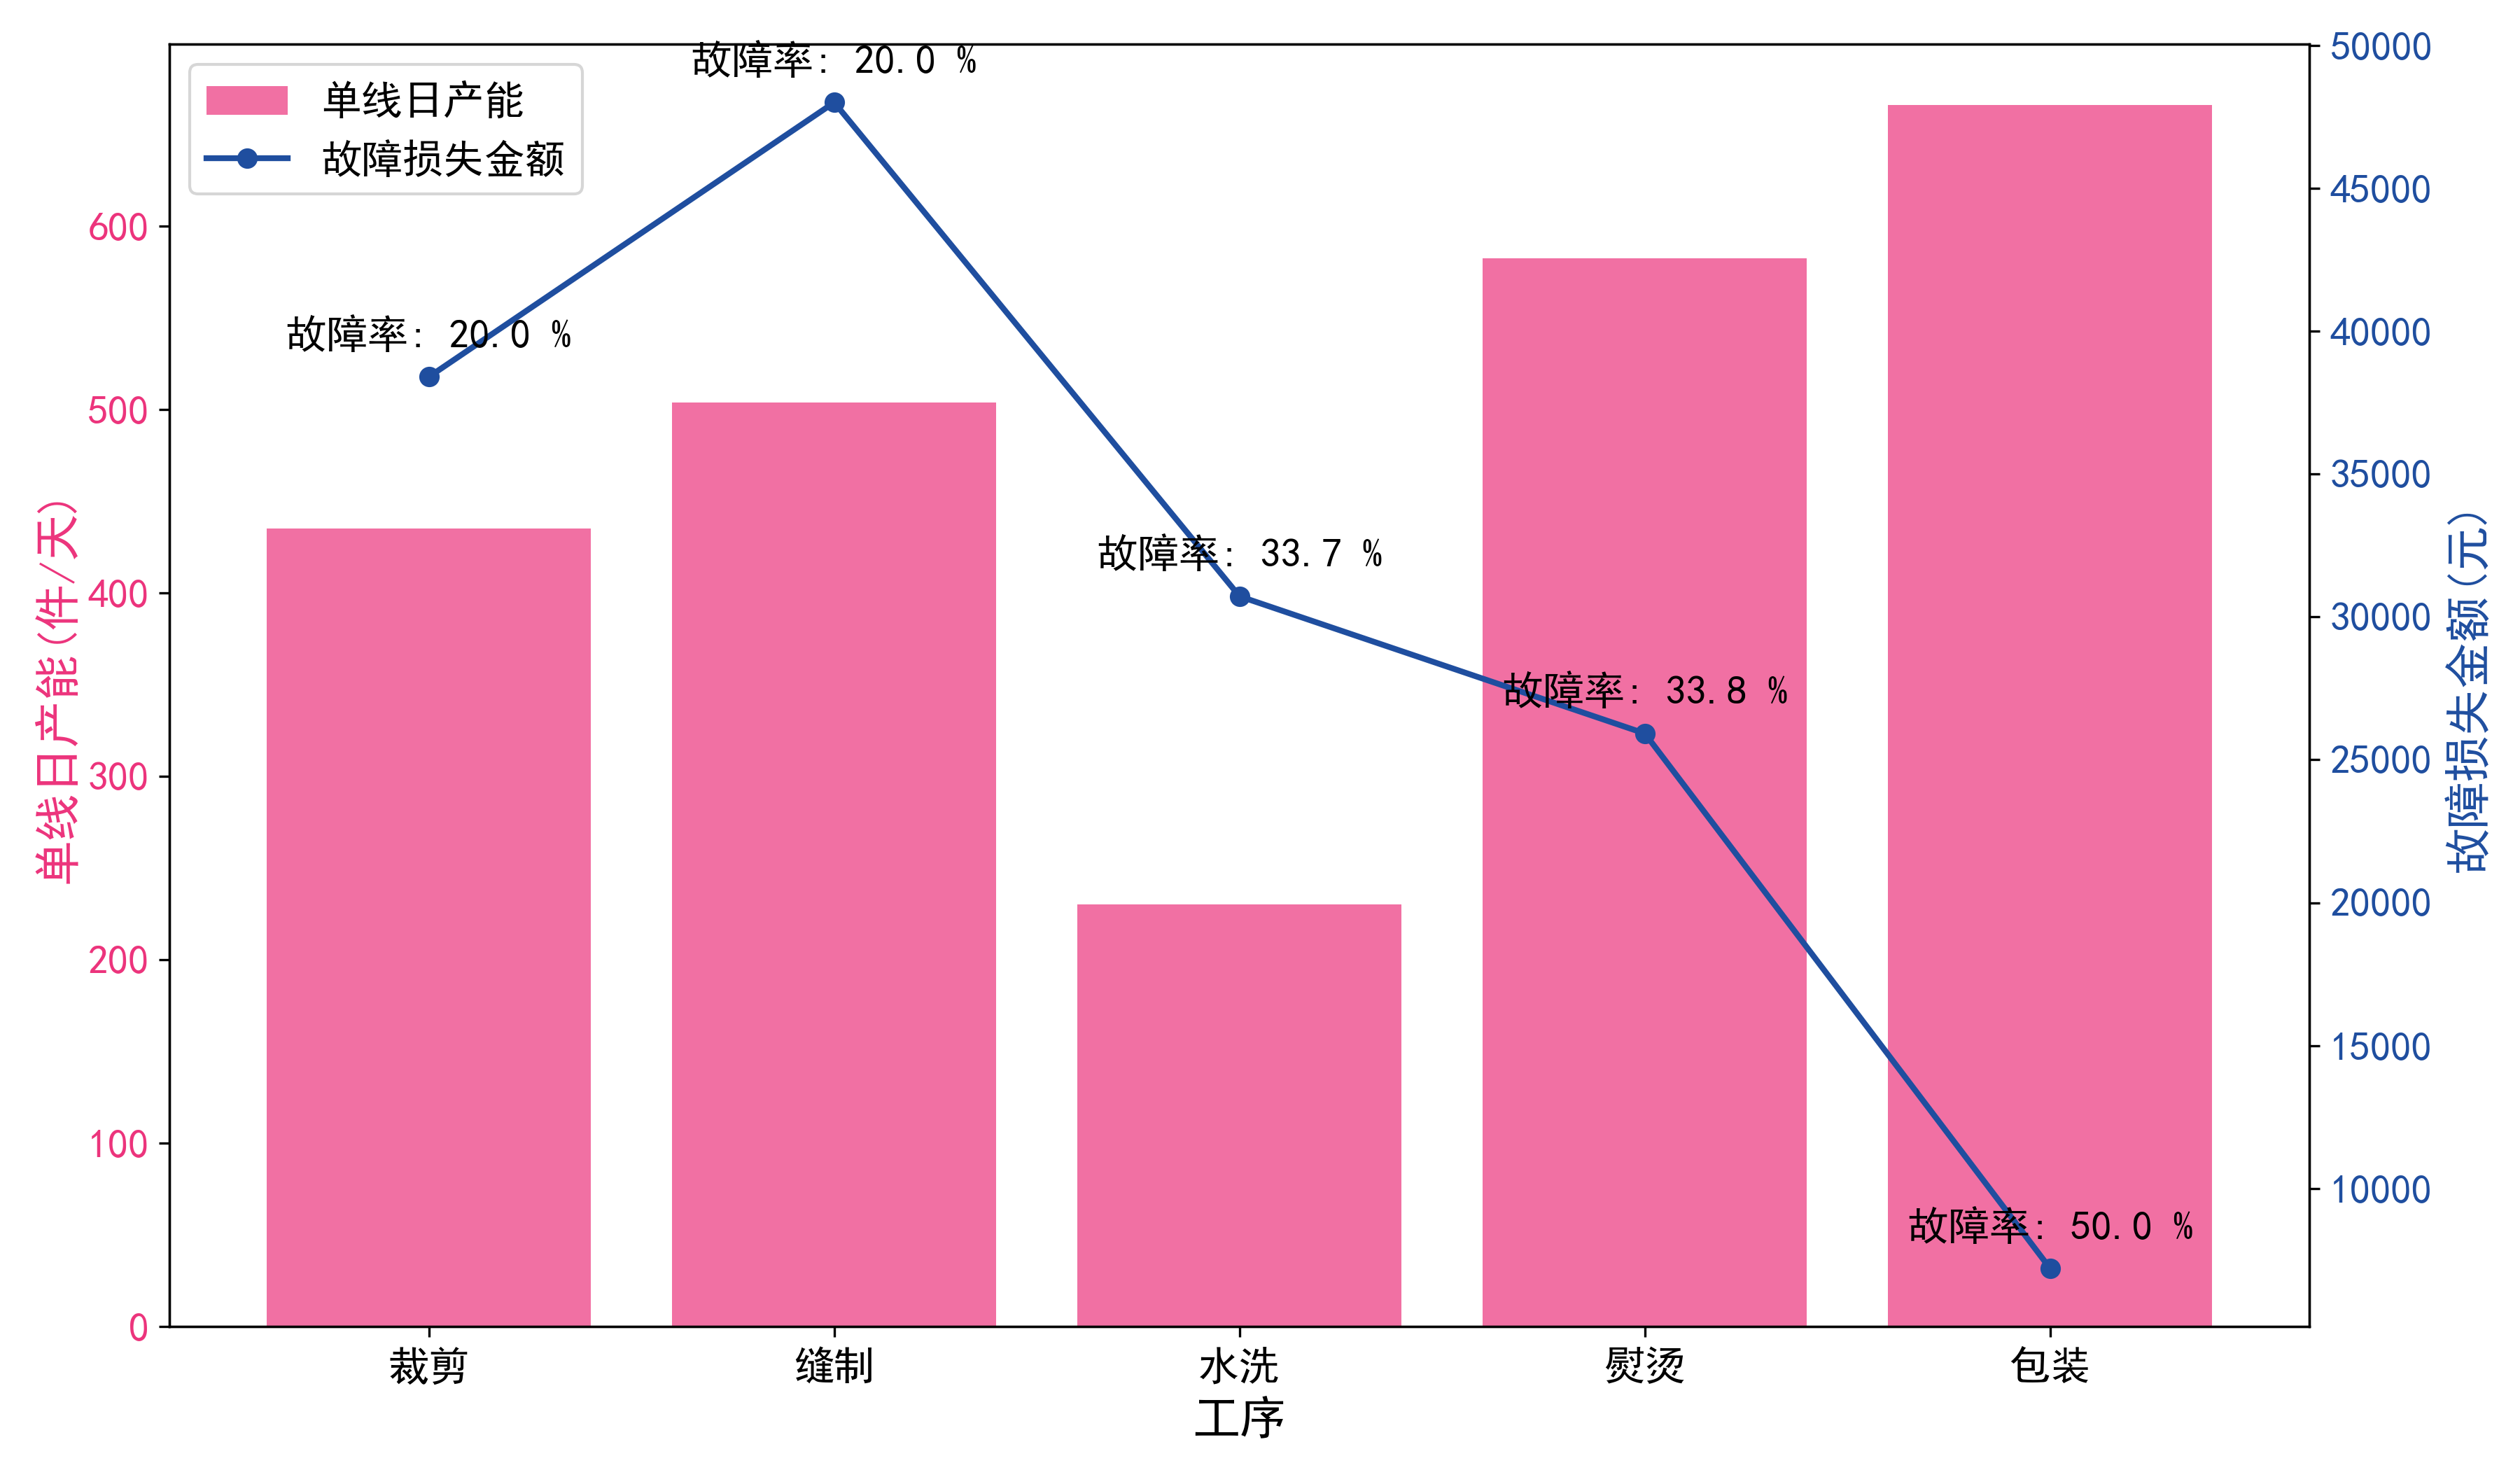 单线日产能
故障损失金额
故障率: 20.0 %
故障率: 20.0 %
故障率: 33.7 %
故障率: 33.8 %
故障率: 50.0 %
单线日产能(件/天)
600
500
400
300
200
100
0
故障损失金额(元)
50000
45000
40000
35000
30000
25000
20000
15000
10000
裁剪
缝制
水洗
熨烫
包装
工序